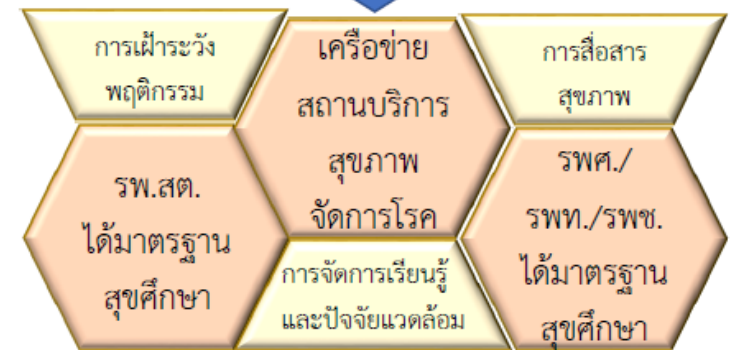 การเฝ้าระวัง
พฤติกรรม
เครือข่าย
สถานบริการ
สุขภาพ
จัดการโรค
การสื่อสาร
สุขภาพ
รพ.สต.
ได้มาตรฐาน
สุขศึกษา
การจัดการเรียนรู้
และปัจจัยแวดล้อม
รพศ./
รพท./รพช.
ได้มาตรฐาน
สุขศึกษา